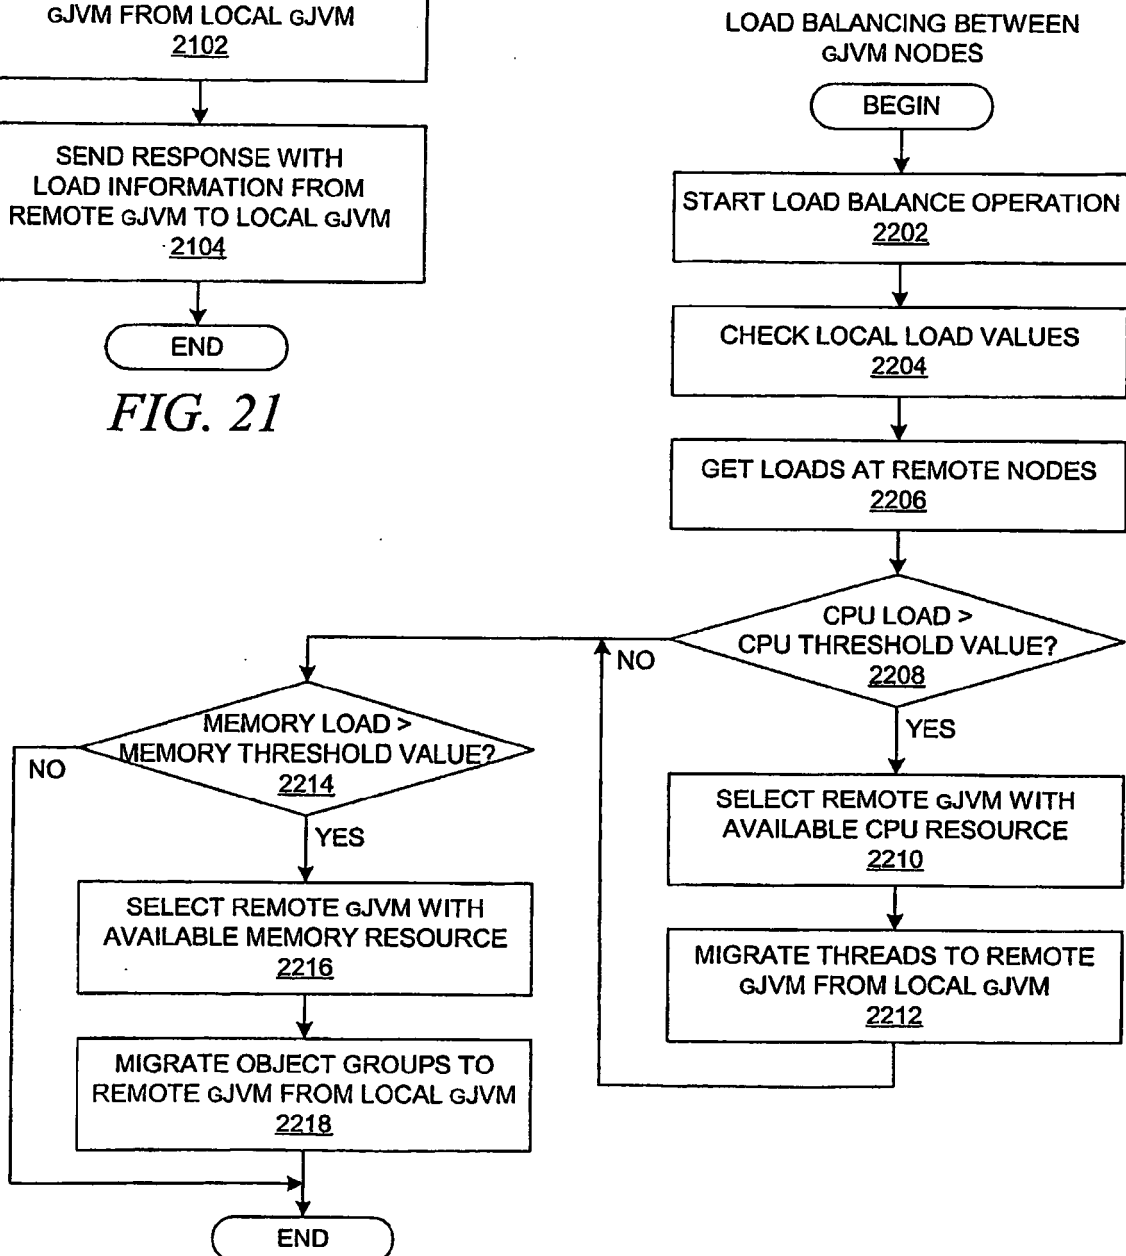 GJVM FROM LOCAL GJVM
2102
SEND RESPONSE WITH
LOAD INFORMATION FROM
REMOTE GJVM TO LOCAL GJVM
2104
END
FIG. 21
LOAD BALANCING BETWEEN
GJVM NODES
BEGIN
START LOAD BALANCE OPERATION
2202
CHECK LOCAL LOAD VALUES
2204
GET LOADS AT REMOTE NODES
2206
CPU LOAD >
CPU THRESHOLD VALUE?
2208
NO
YES
SELECT REMOTE GJVM WITH
AVAILABLE CPU RESOURCE
2210
MIGRATE THREADS TO REMOTE
GJVM FROM LOCAL GJVM
2212
MEMORY LOAD >
MEMORY THRESHOLD VALUE?
2214
NO
YES
SELECT REMOTE GJVM WITH
AVAILABLE MEMORY RESOURCE
2216
MIGRATE OBJECT GROUPS TO
REMOTE GJVM FROM LOCAL GJVM
2218
END